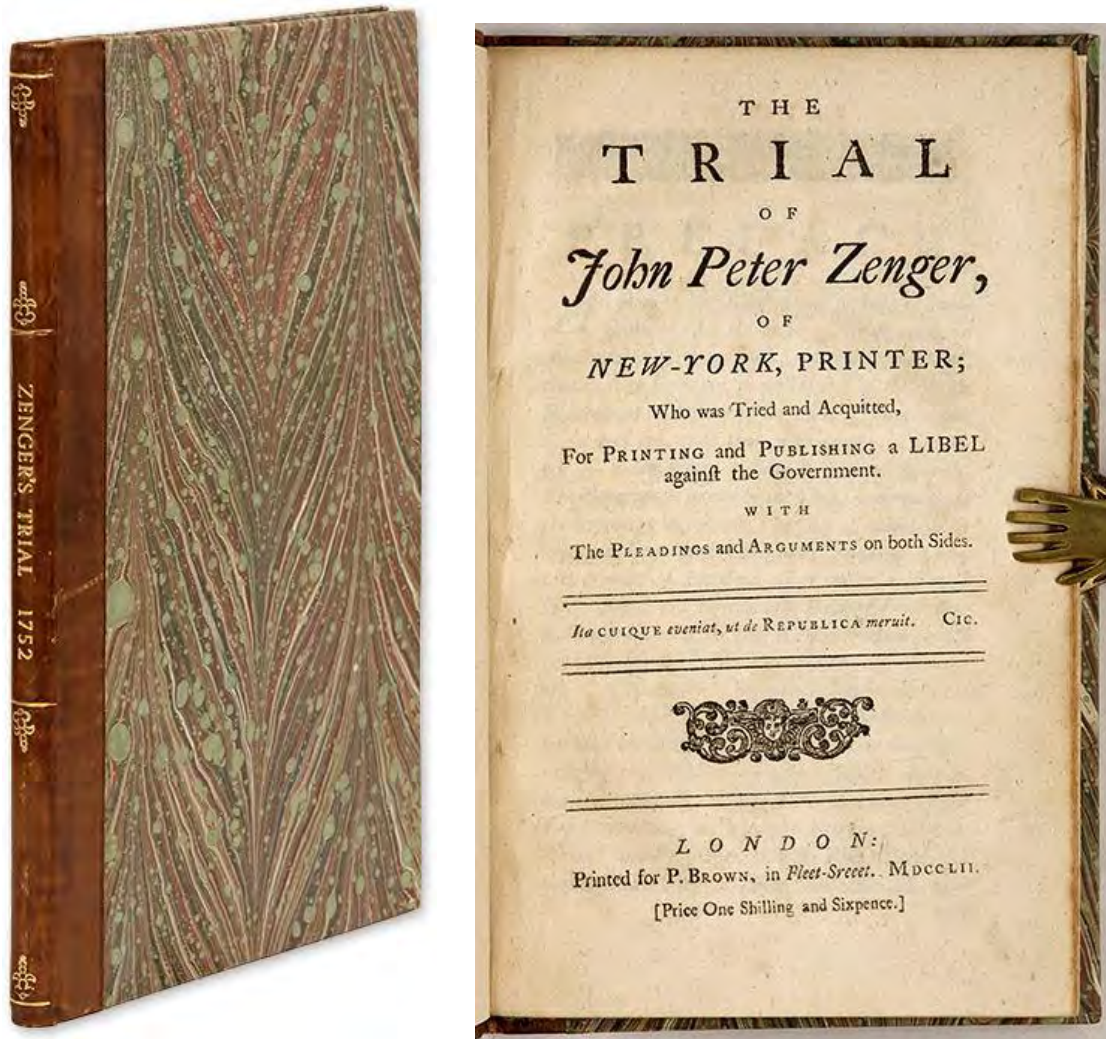 ZENGER'S TRIAL 1752
THE
TRIAL
OF
John Peter Zenger,
OF
NEW-YORK, PRINTER;
Who was Tried and Acquitted,
For PRINTING and PUBLISHING a LIBEL
againſt the Government.
WITH
The PLEADINGS and ARGUMENTS on both Sides.
Ita CUIQUE eveniat, ut de REPUBLICA meruit. CIC.
LONDON:
Printed for P. BROWN, in Fleet-Sreeet. MDCCLII.
[Price One Shilling and Sixpence.]